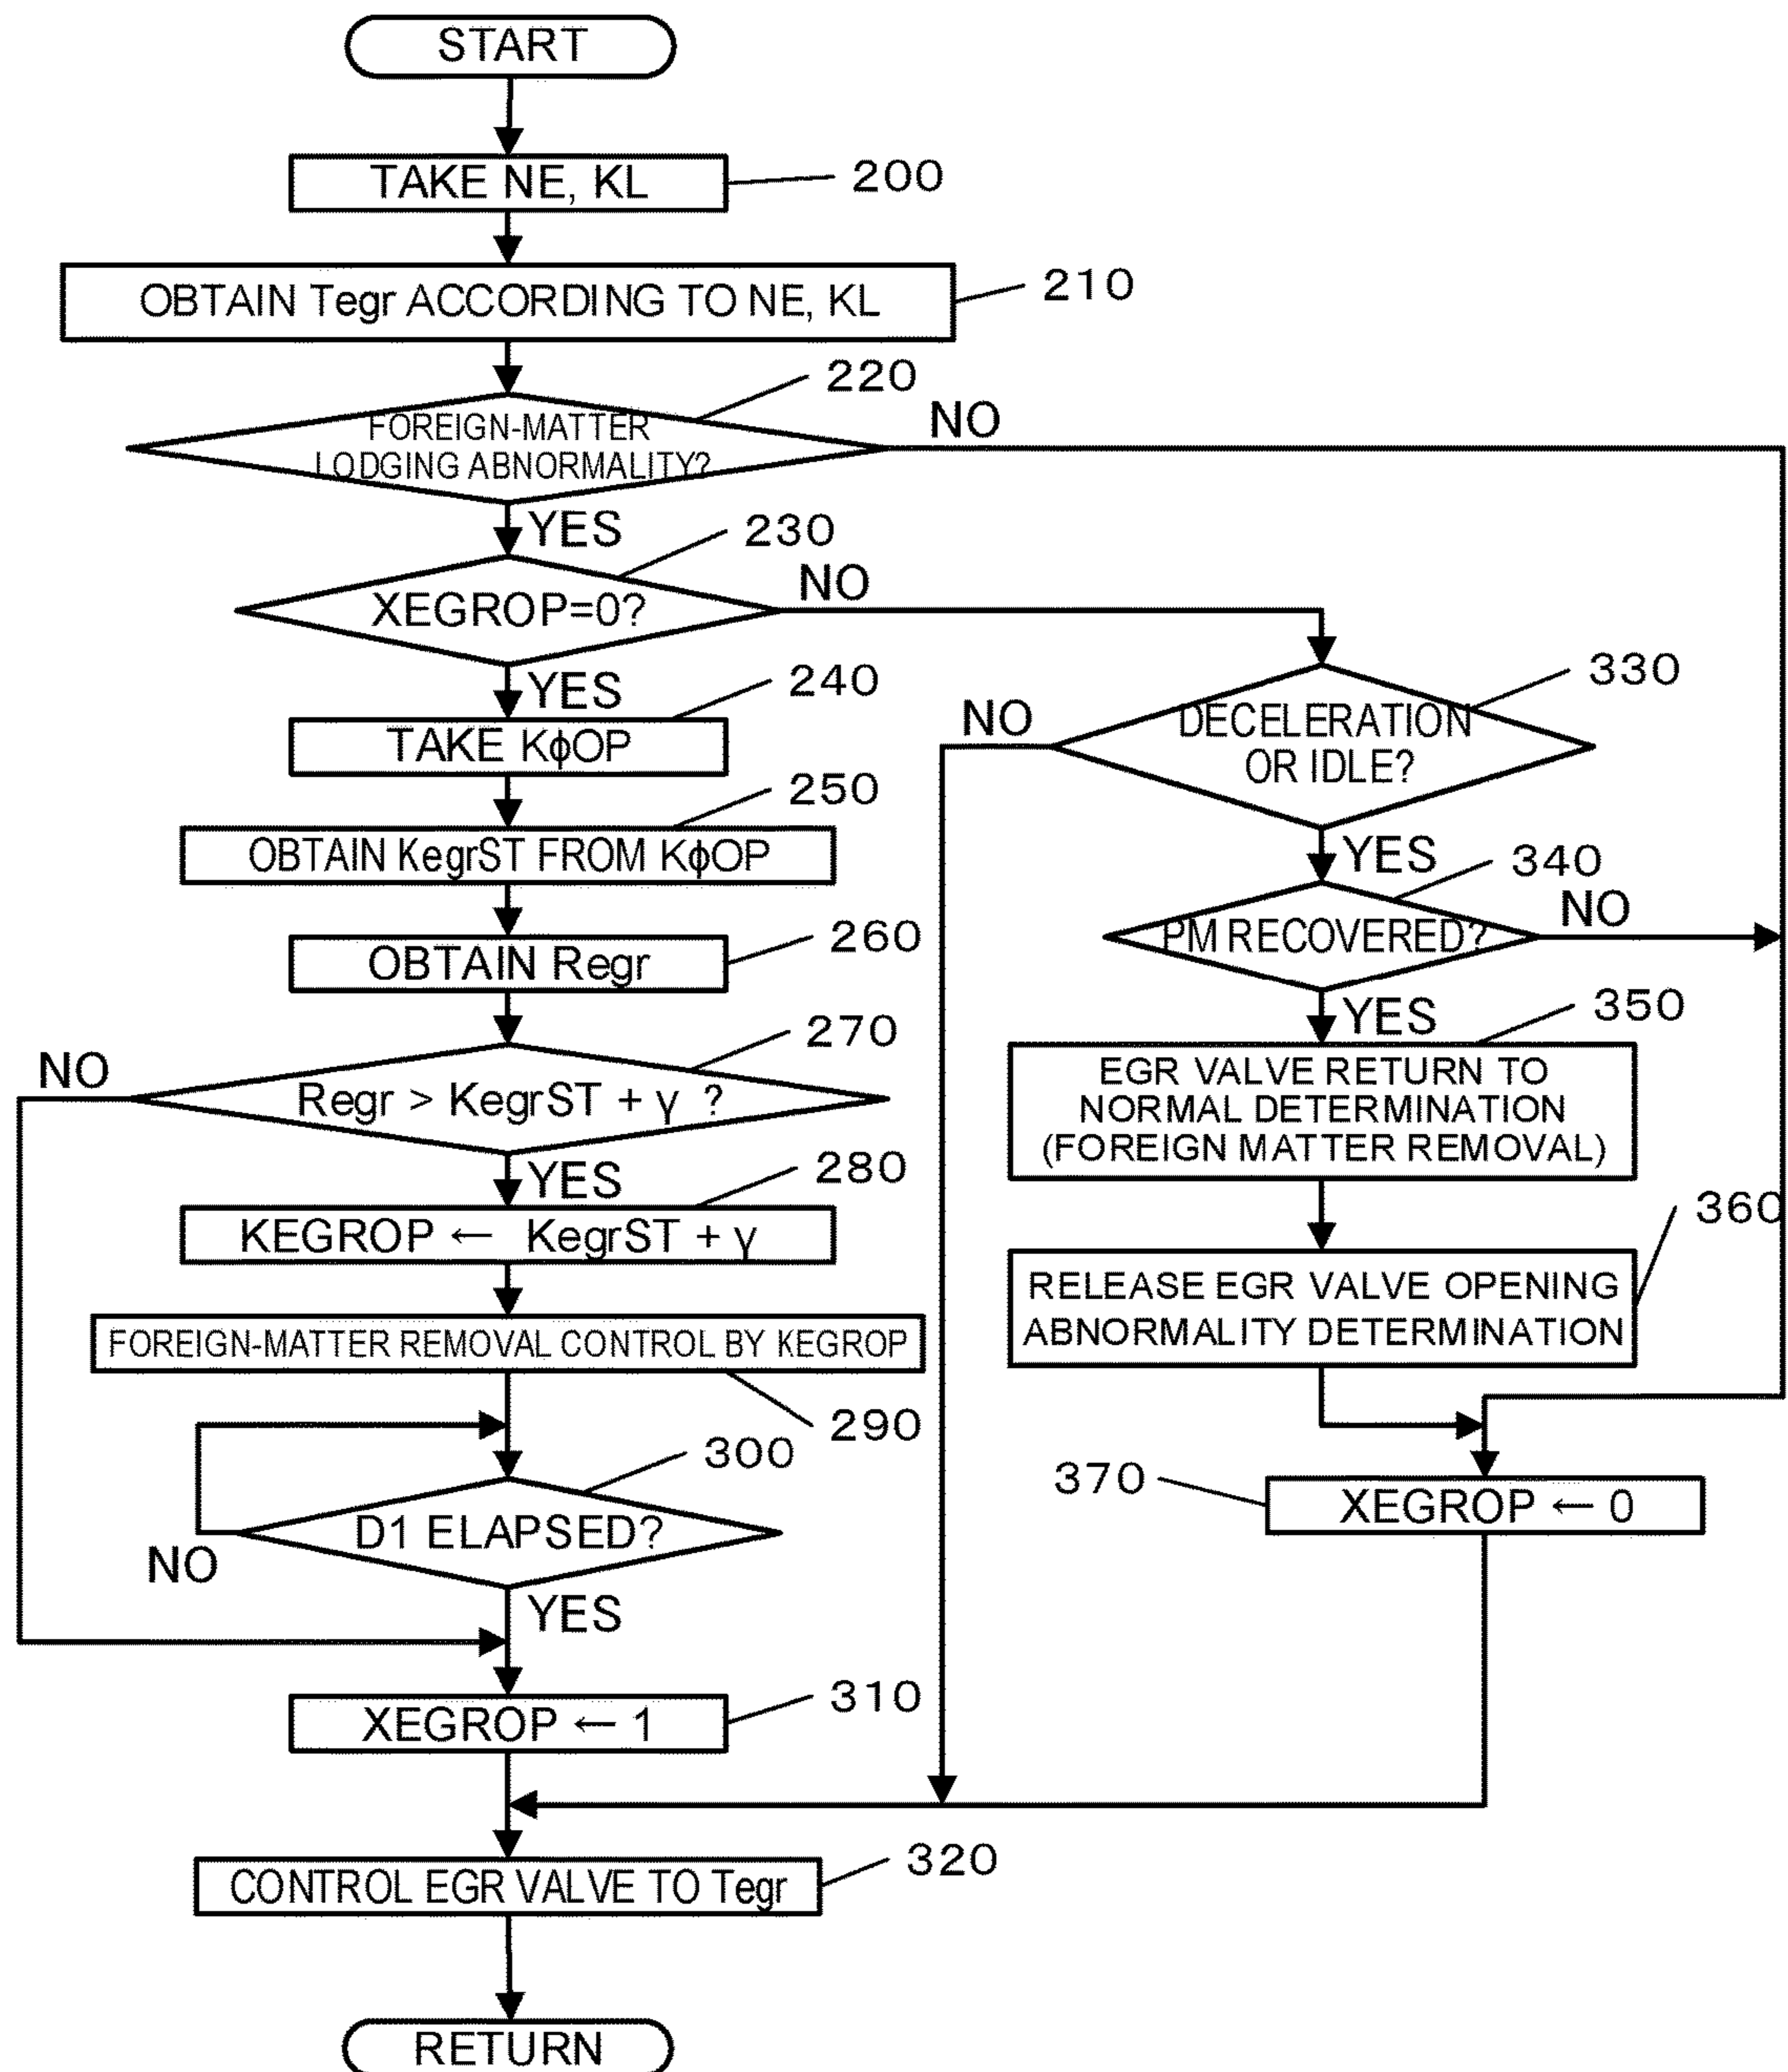 START
TAKE NE, KL
200
OBTAIN Tegr ACCORDING TO NE, KL
210
220
FOREIGN-MATTER
LODGING ABNORMALITY?
NO
YES
230
XEGROP=0?
NO
YES
240
TAKE KϕOP
250
OBTAIN KegrST FROM KϕOP
260
OBTAIN Regr
270
NO
Regr > KegrST + γ ?
YES
280
KEGROP ← KegrST + γ
FOREIGN-MATTER REMOVAL CONTROL BY KEGROP
290
300
D1 ELAPSED?
NO
YES
310
XEGROP ← 1
320
CONTROL EGR VALVE TO Tegr
RETURN
330
NO
DECELERATION
OR IDLE?
YES
340
PM RECOVERED?
NO
YES
350
EGR VALVE RETURN TO
NORMAL DETERMINATION
(FOREIGN MATTER REMOVAL)
360
RELEASE EGR VALVE OPENING
ABNORMALITY DETERMINATION
370
XEGROP ← 0